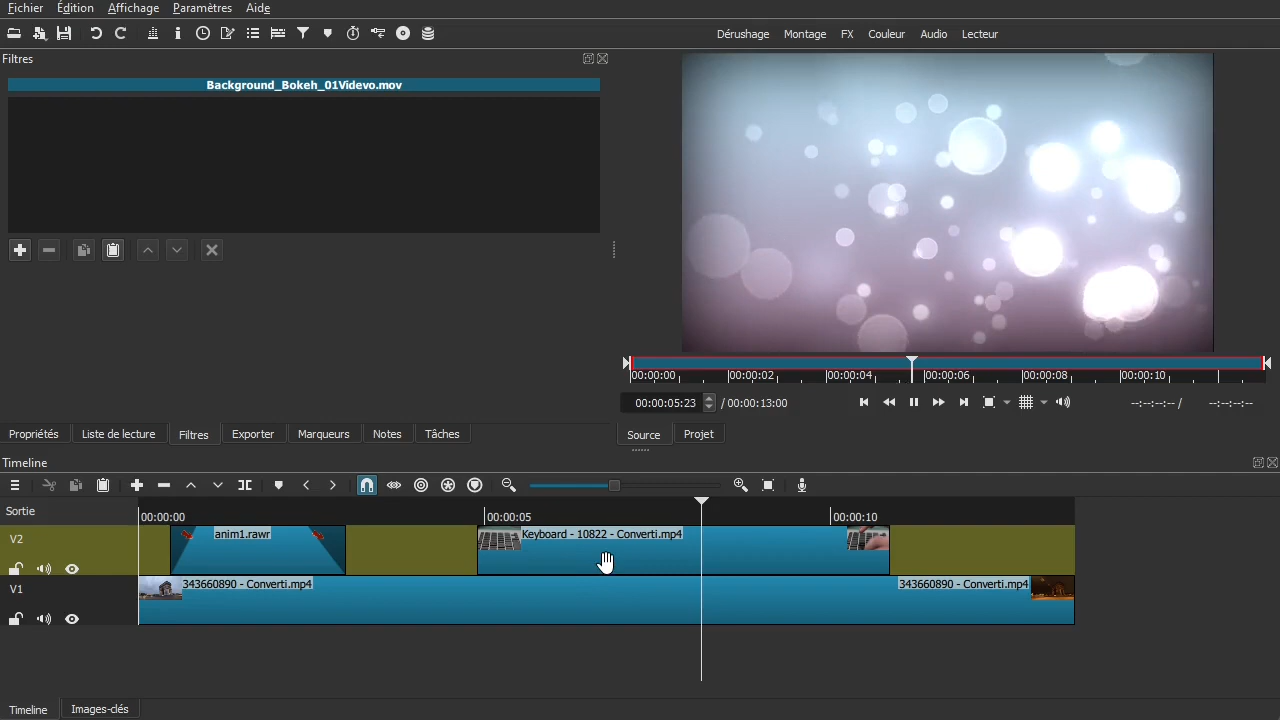 Fichier Édition Affichage Paramètres Aide
Dérushage Montage FX Couleur Audio Lecteur
Filtres
Background_Bokeh_01Videvo.mov
00:00:00 00:00:02 00:00:04 00:00:06 00:00:08 00:00:10
00:00:05:23 / 00:00:13:00 --:--:--:-- / --:--:--:--
Propriétés Liste de lecture Filtres Exporter Marqueurs Notes Tâches
Source Projet
Timeline
Sortie 00:00:00 00:00:05 00:00:10
V2 anim1.rawr Keyboard - 10822 - Converti.mp4
V1 343660890 - Converti.mp4 343660890 - Converti.mp4
Timeline Images-clés